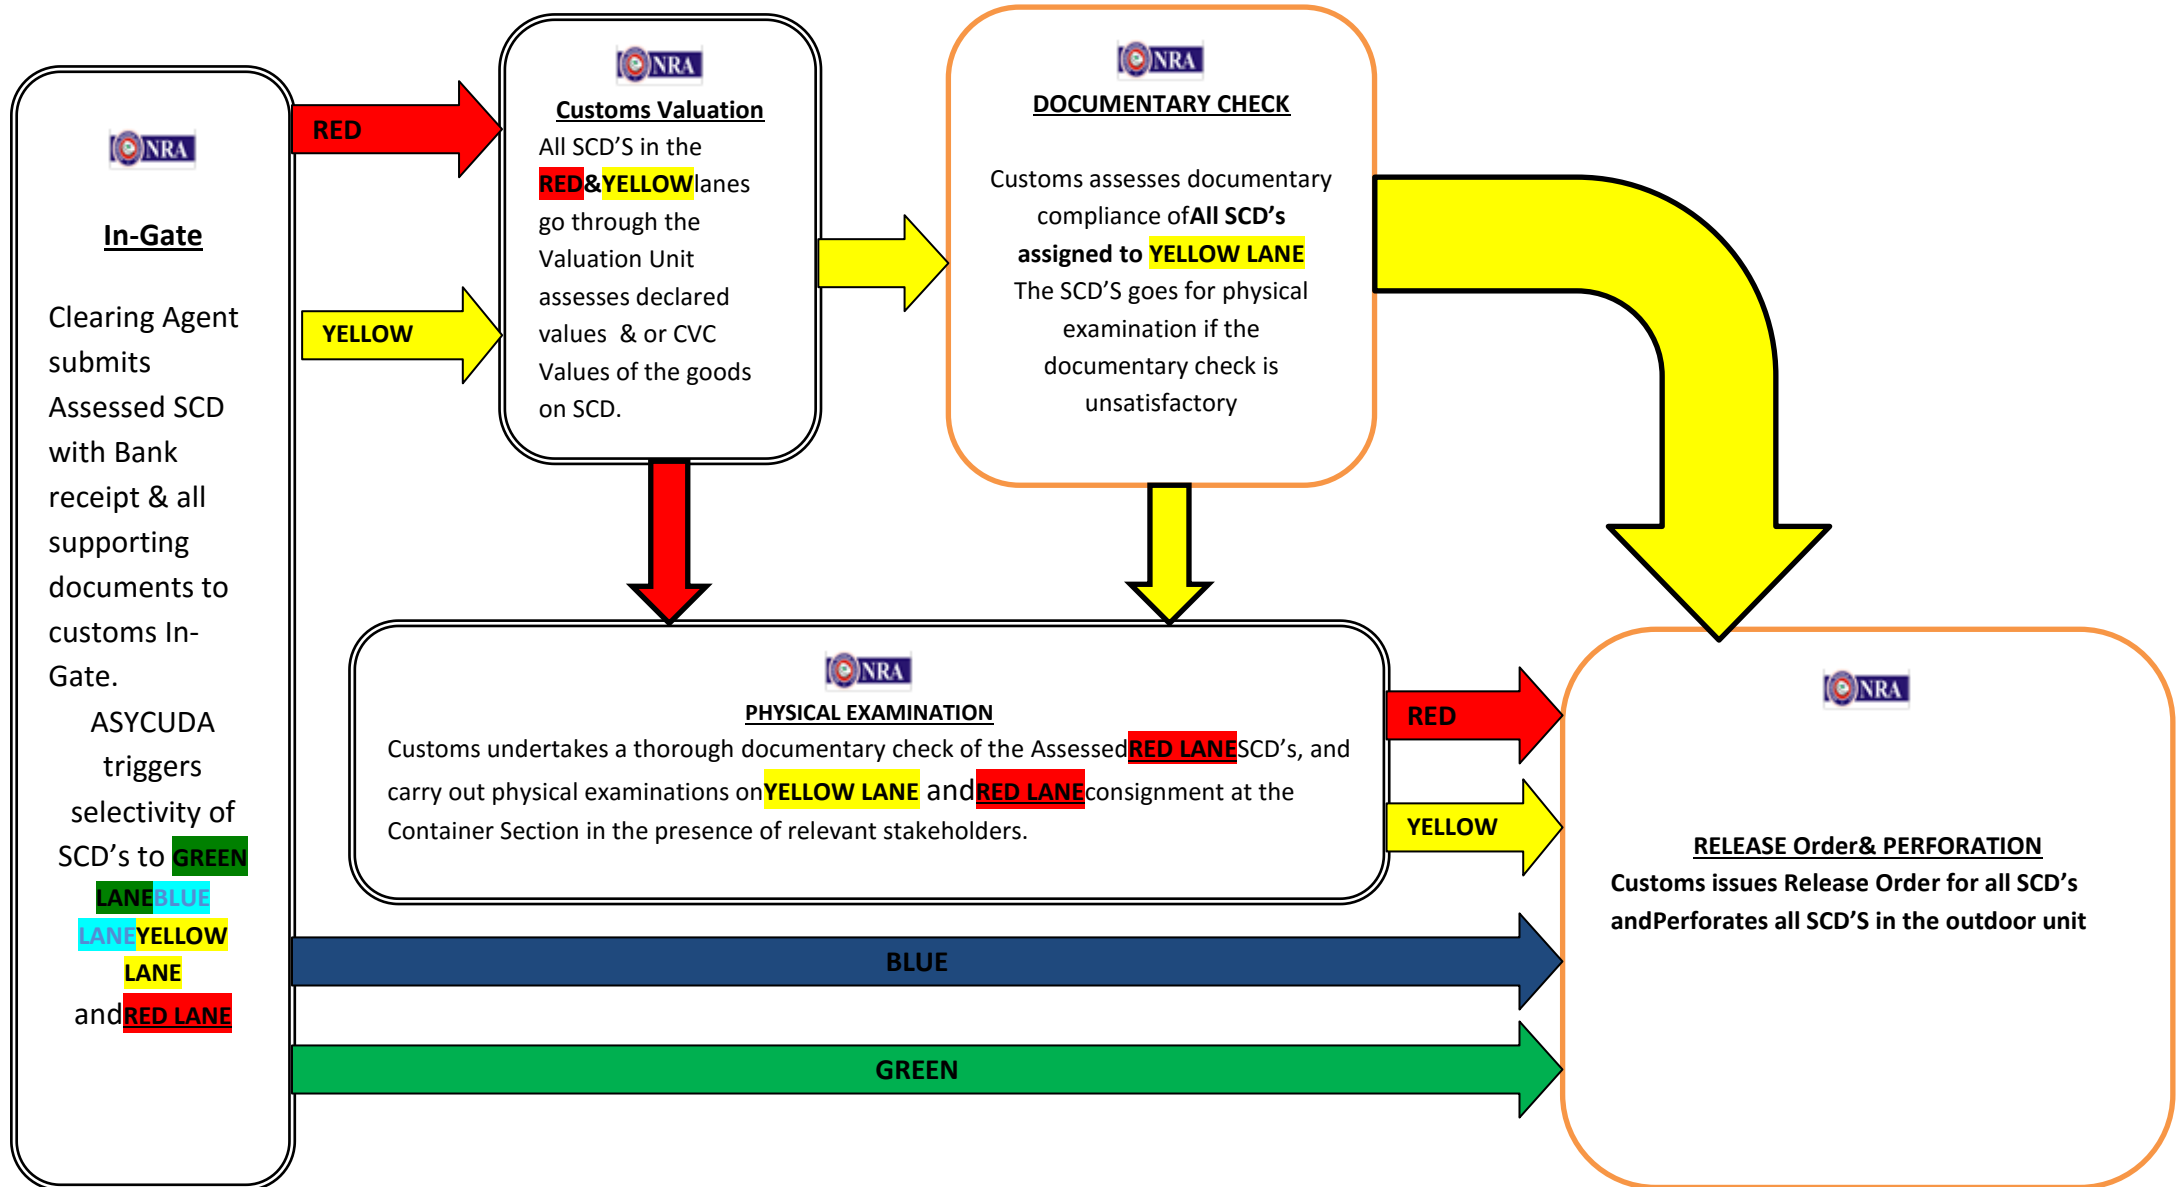 NRA
In-Gate
Clearing Agent
submits
Assessed SCD
with Bank
receipt & all
supporting
documents to
customs In-
Gate.
ASYCUDA
triggers
selectivity of
SCD's to GREEN
LANEBLUE
LANEYELLOW
LANE
andRED LANE
RED
YELLOW
NRA
Customs Valuation
All SCD'S in the
RED&YELLOWlanes
go through the
Valuation Unit
assesses declared
values & or CVC
Values of the goods
on SCD.
NRA
DOCUMENTARY CHECK
Customs assesses documentary
compliance ofAll SCD's
assigned to YELLOW LANE
The SCD'S goes for physical
examination if the
documentary check is
unsatisfactory
NRA
PHYSICAL EXAMINATION
Customs undertakes a thorough documentary check of the AssessedRED LANESCD's, and
carry out physical examinations onYELLOW LANE andRED LANEconsignment at the
Container Section in the presence of relevant stakeholders.
RED
YELLOW
BLUE
GREEN
NRA
RELEASE Order& PERFORATION
Customs issues Release Order for all SCD's
andPerforates all SCD'S in the outdoor unit